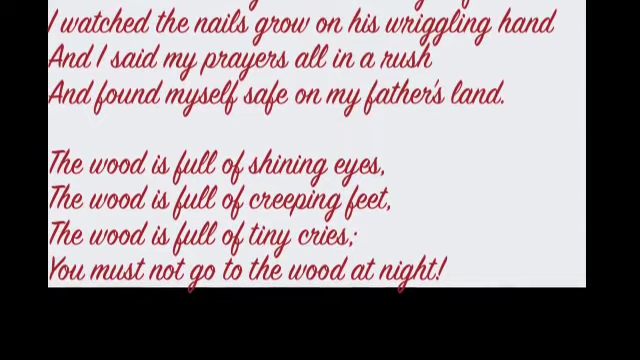 I watched the nails grow on his wriggling hand
And I said my prayers all in a rush
And found myself safe on my father's land.
The wood is full of shining eyes,
The wood is full of creeping feet,
The wood is full of tiny cries;
You must not go to the wood at night!